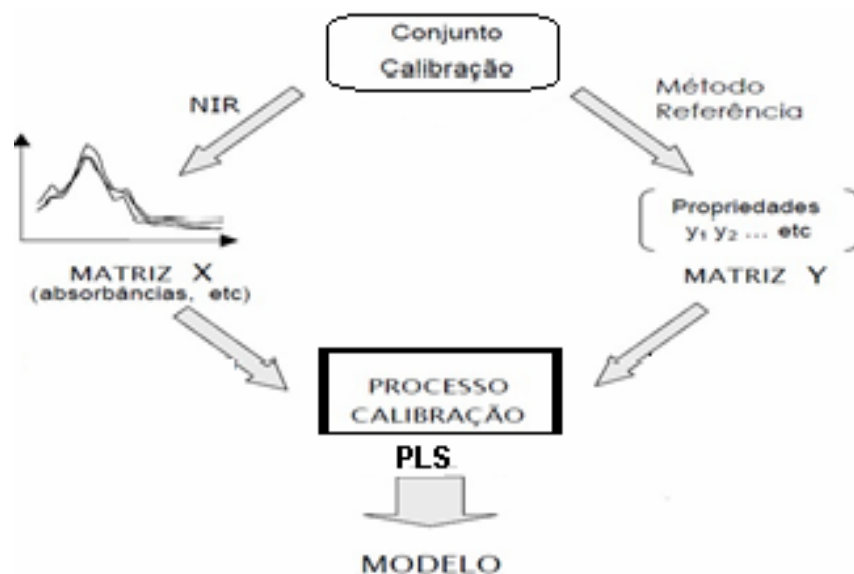 Conjunto
Calibração
NIR
Método
Referência
Propriedades
y₁ y₂ ... etc
MATRIZ X
(absorbâncias, etc)
MATRIZ Y
PROCESSO
CALIBRAÇÃO
PLS
MODELO